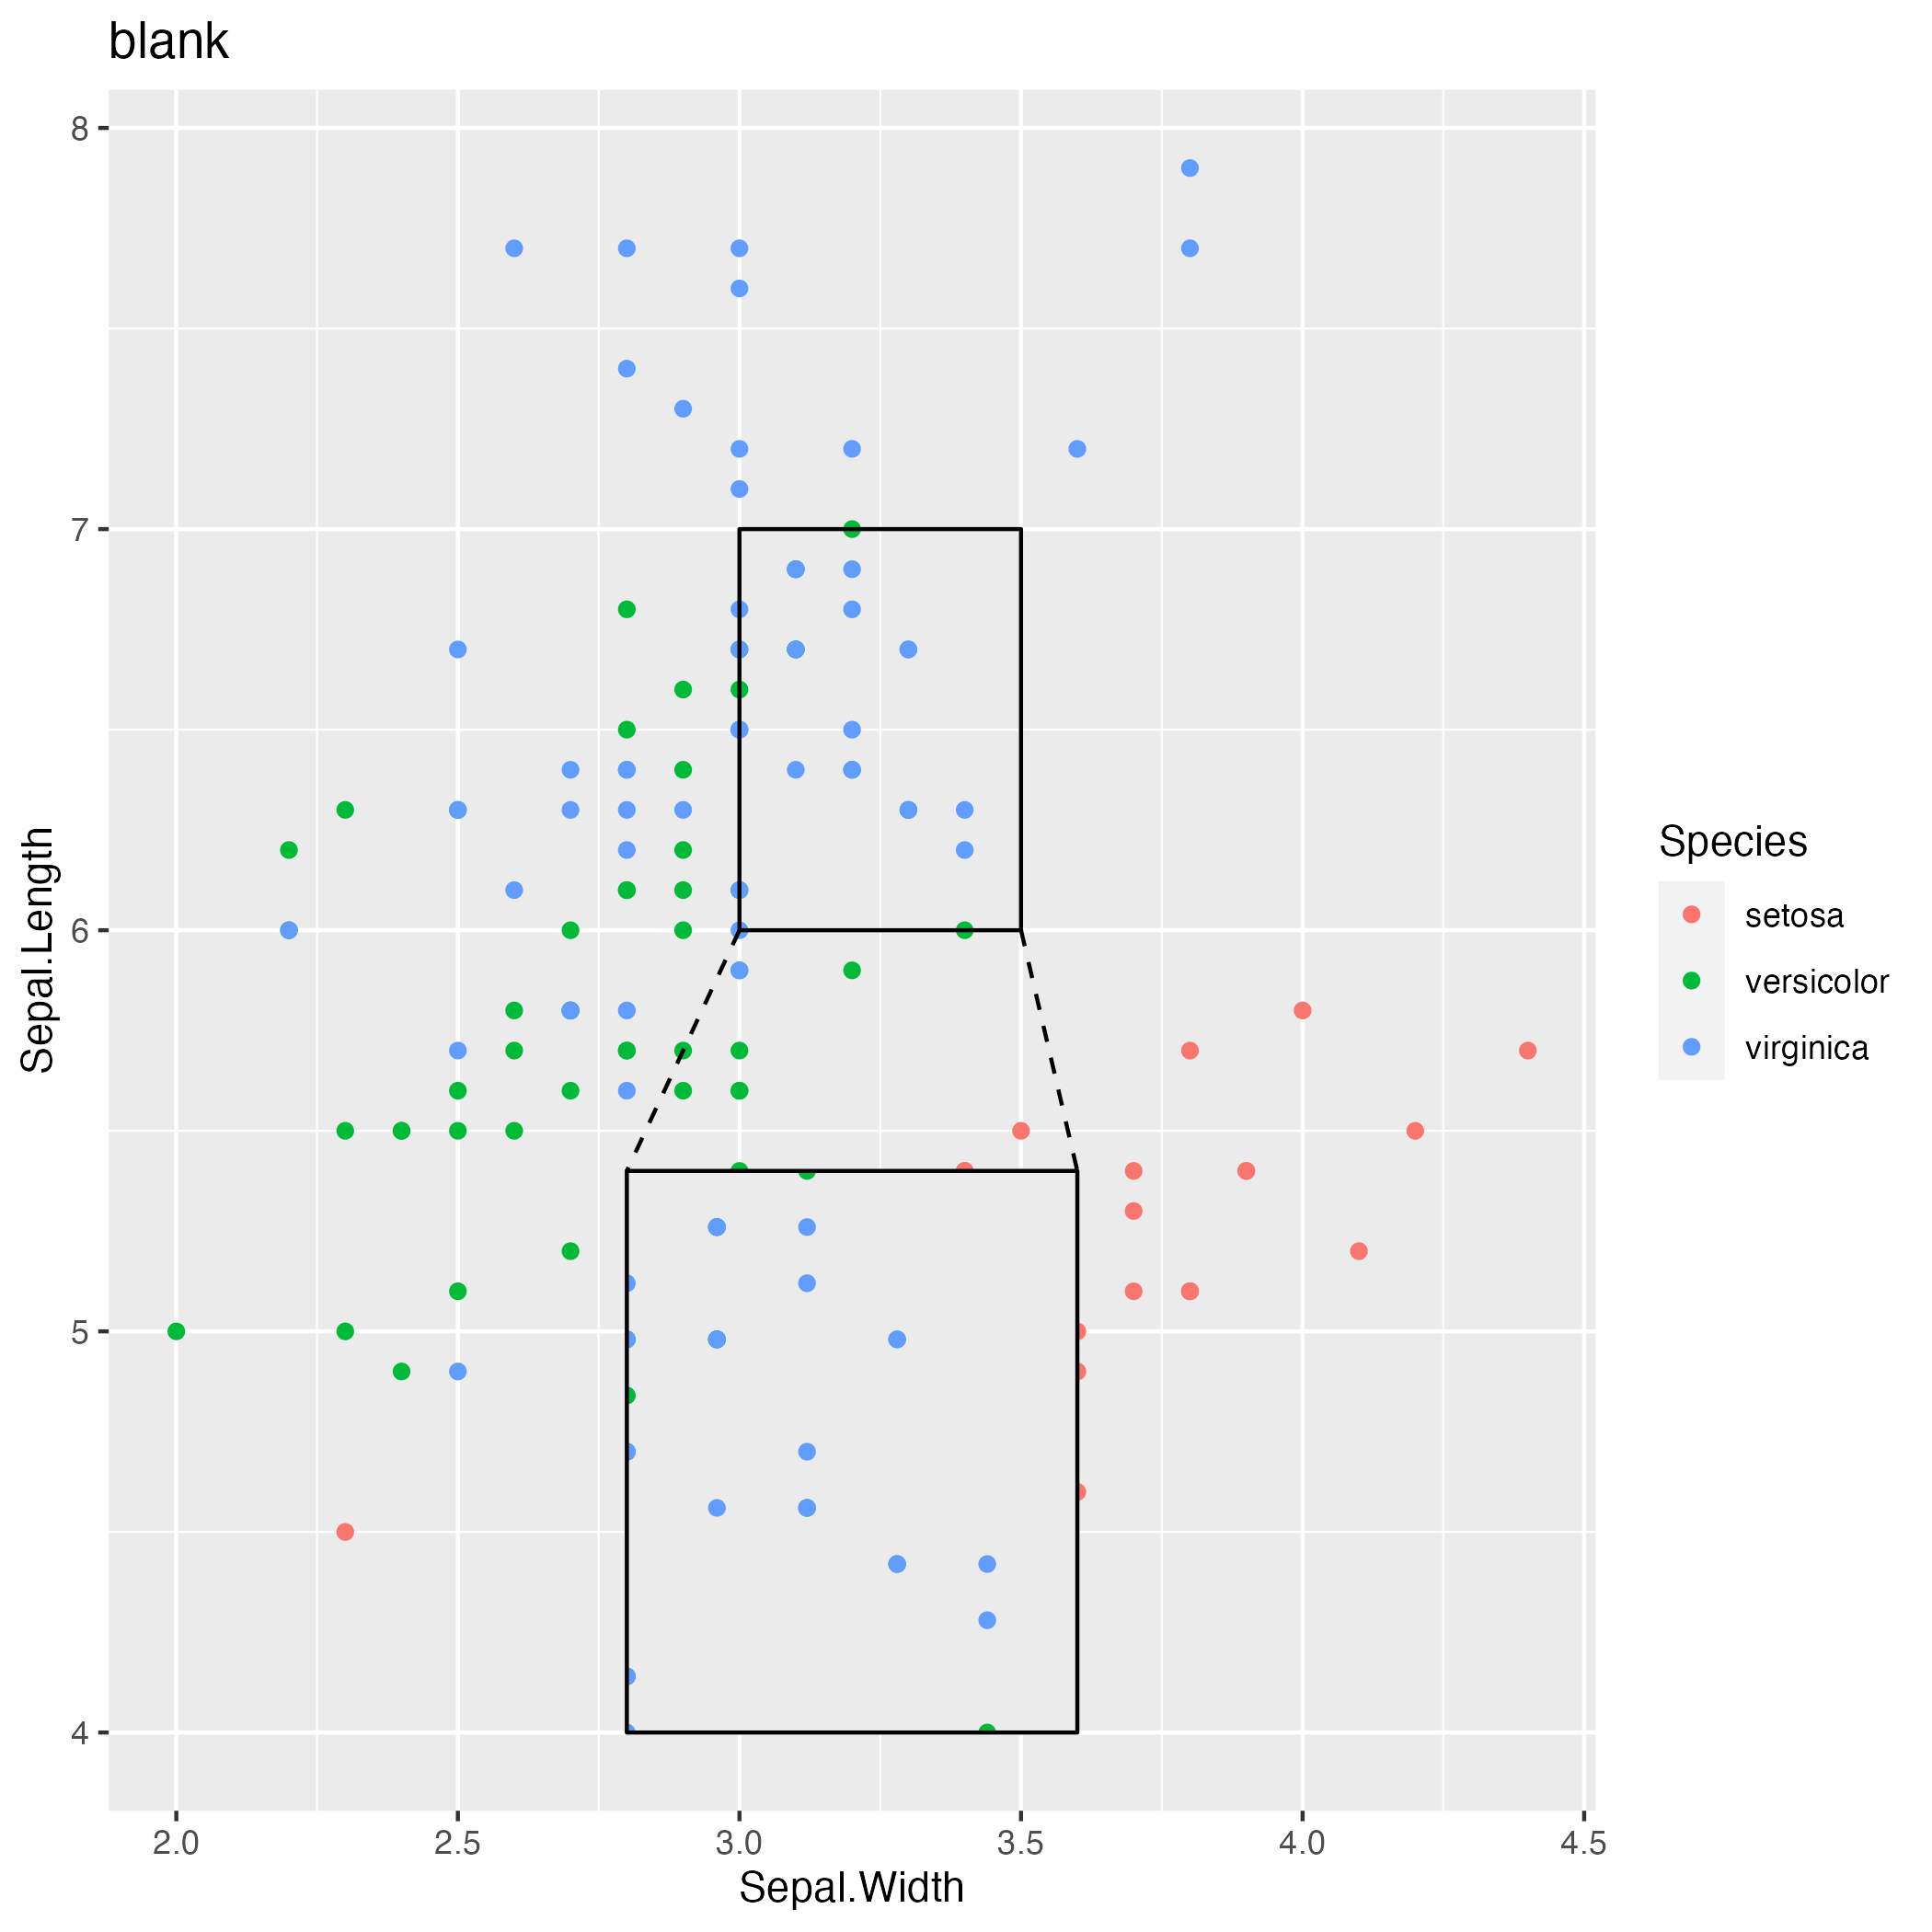 blank
8
7
6
5
4
Sepal.Length
2.0 2.5 3.0 3.5 4.0 4.5
Sepal.Width
Species
setosa
versicolor
virginica